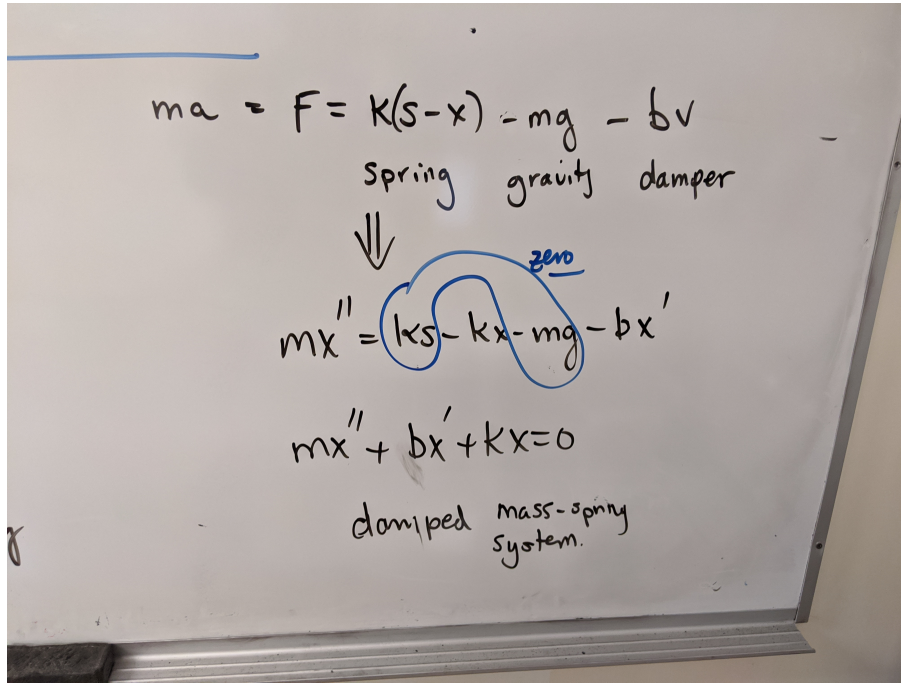 ma = F = k(s-x) - mg - bv
spring gravity damper
⇓
zero
mx'' = ks - kx - mg - bx'
mx'' + bx' + kx = 0
damped mass-spring
system.